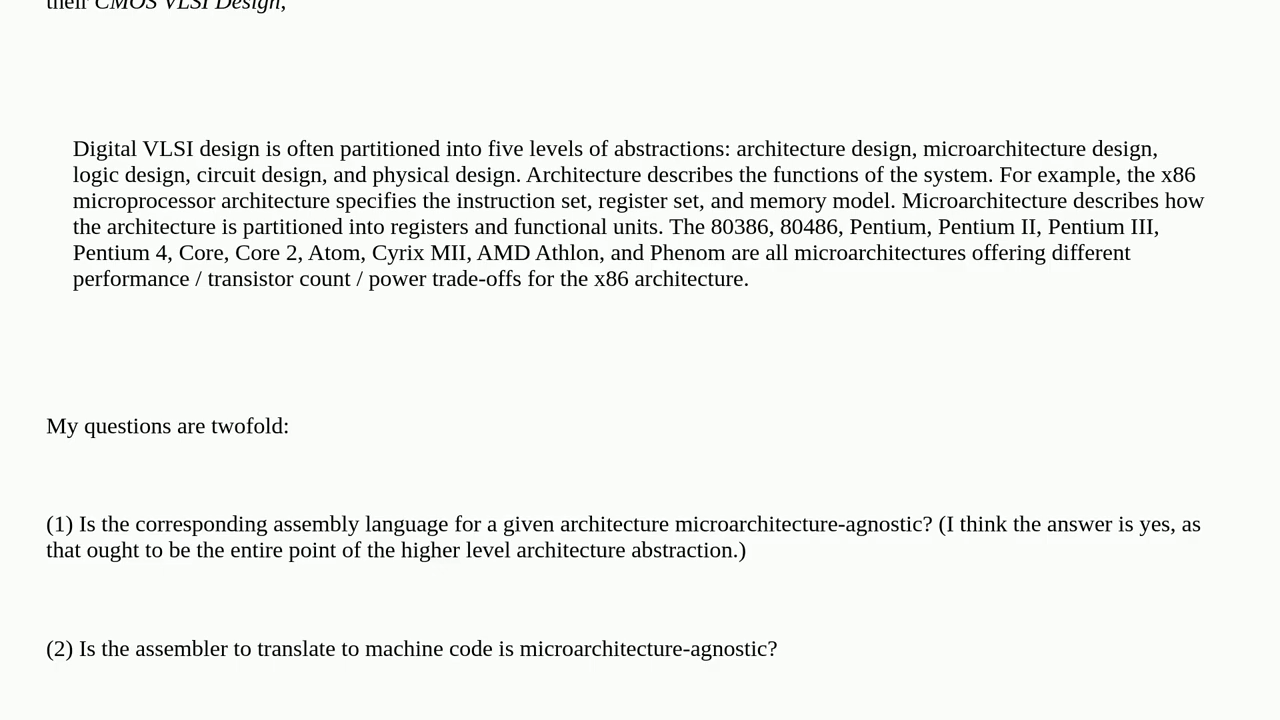 their CMOS VLSI Design,
Digital VLSI design is often partitioned into five levels of abstractions: architecture design, microarchitecture design,
logic design, circuit design, and physical design. Architecture describes the functions of the system. For example, the x86
microprocessor architecture specifies the instruction set, register set, and memory model. Microarchitecture describes how
the architecture is partitioned into registers and functional units. The 80386, 80486, Pentium, Pentium II, Pentium III,
Pentium 4, Core, Core 2, Atom, Cyrix MII, AMD Athlon, and Phenom are all microarchitectures offering different
performance / transistor count / power trade-offs for the x86 architecture.
My questions are twofold:
(1) Is the corresponding assembly language for a given architecture microarchitecture-agnostic? (I think the answer is yes, as
that ought to be the entire point of the higher level architecture abstraction.)
(2) Is the assembler to translate to machine code is microarchitecture-agnostic?